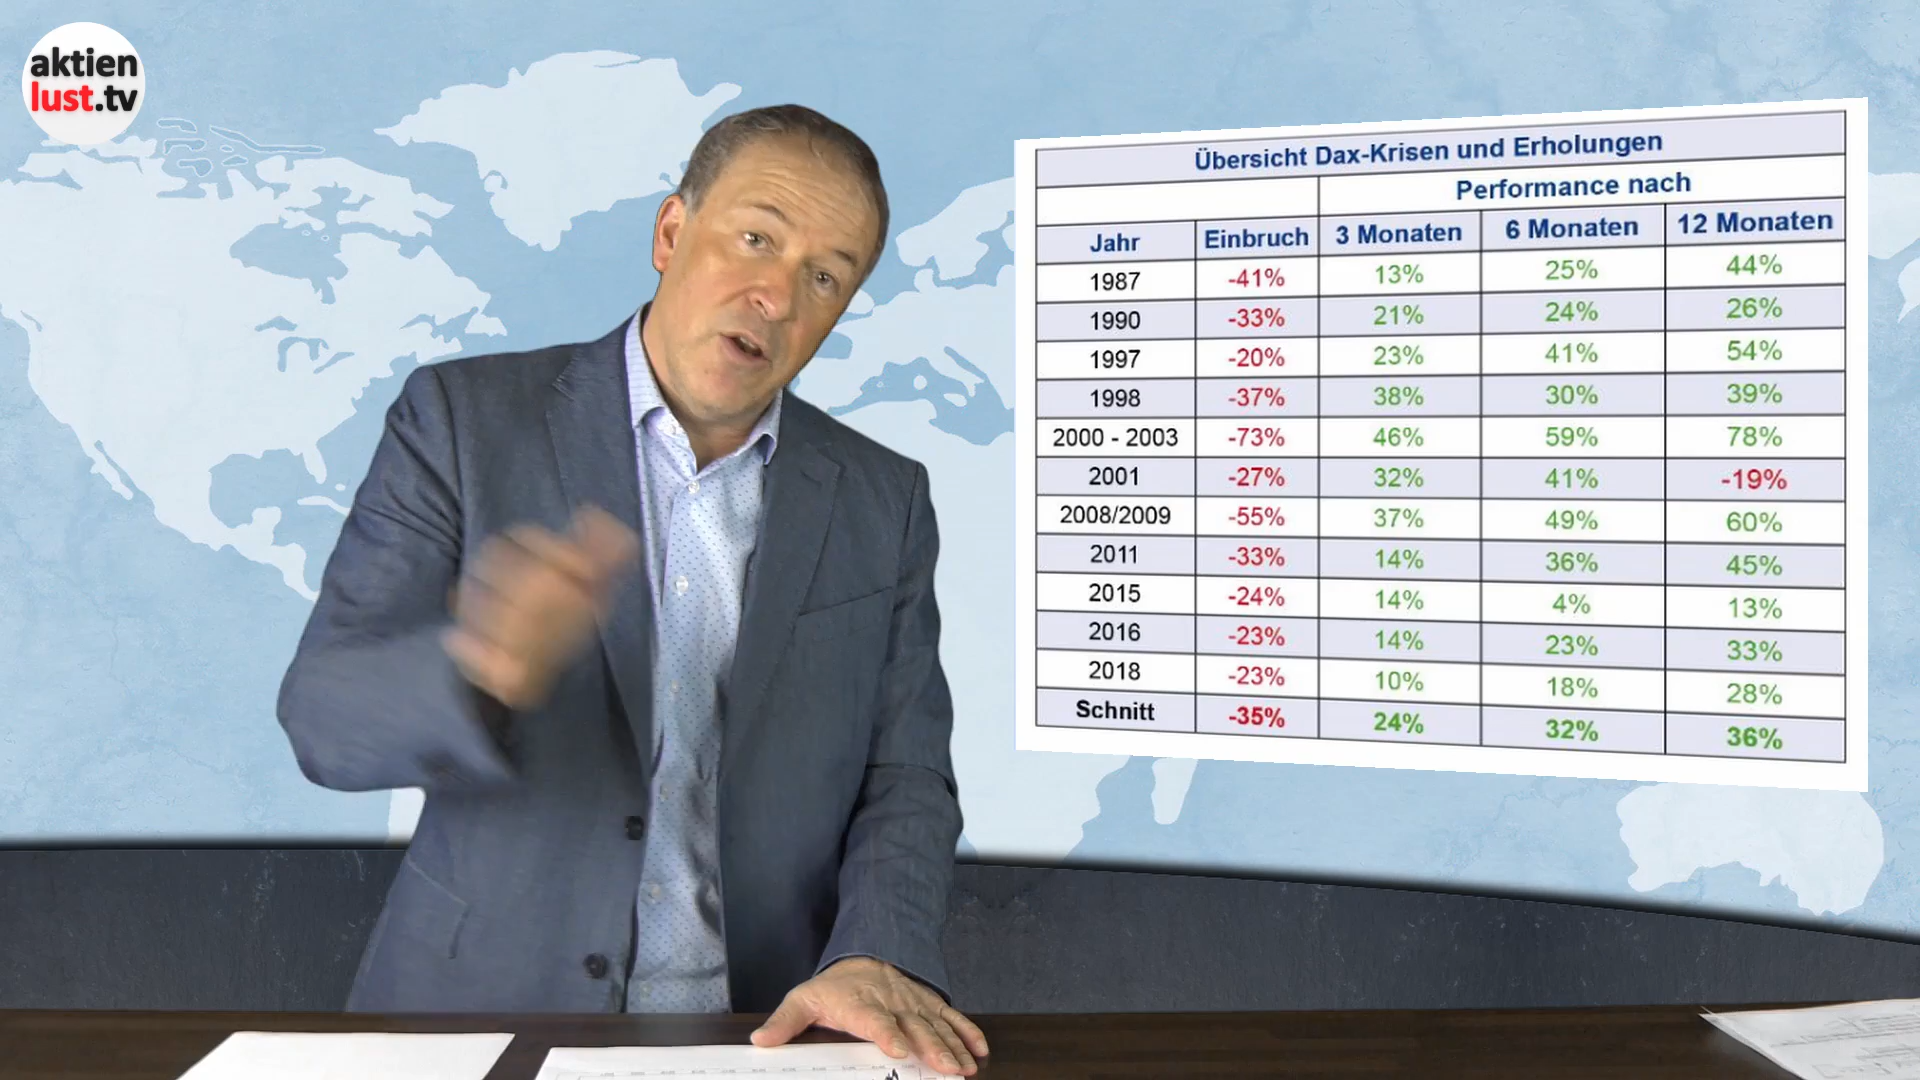 aktien
lust.tv
Übersicht Dax-Krisen und Erholungen
Performance nach
Jahr Einbruch 3 Monaten 6 Monaten 12 Monaten
1987 -41% 13% 25% 44%
1990 -33% 21% 24% 26%
1997 -20% 23% 41% 54%
1998 -37% 38% 30% 39%
2000 - 2003 -73% 46% 59% 78%
2001 -27% 32% 41% -19%
2008/2009 -55% 37% 49% 60%
2011 -33% 14% 36% 45%
2015 -24% 14% 4% 13%
2016 -23% 14% 23% 33%
2018 -23% 10% 18% 28%
Schnitt -35% 24% 32% 36%